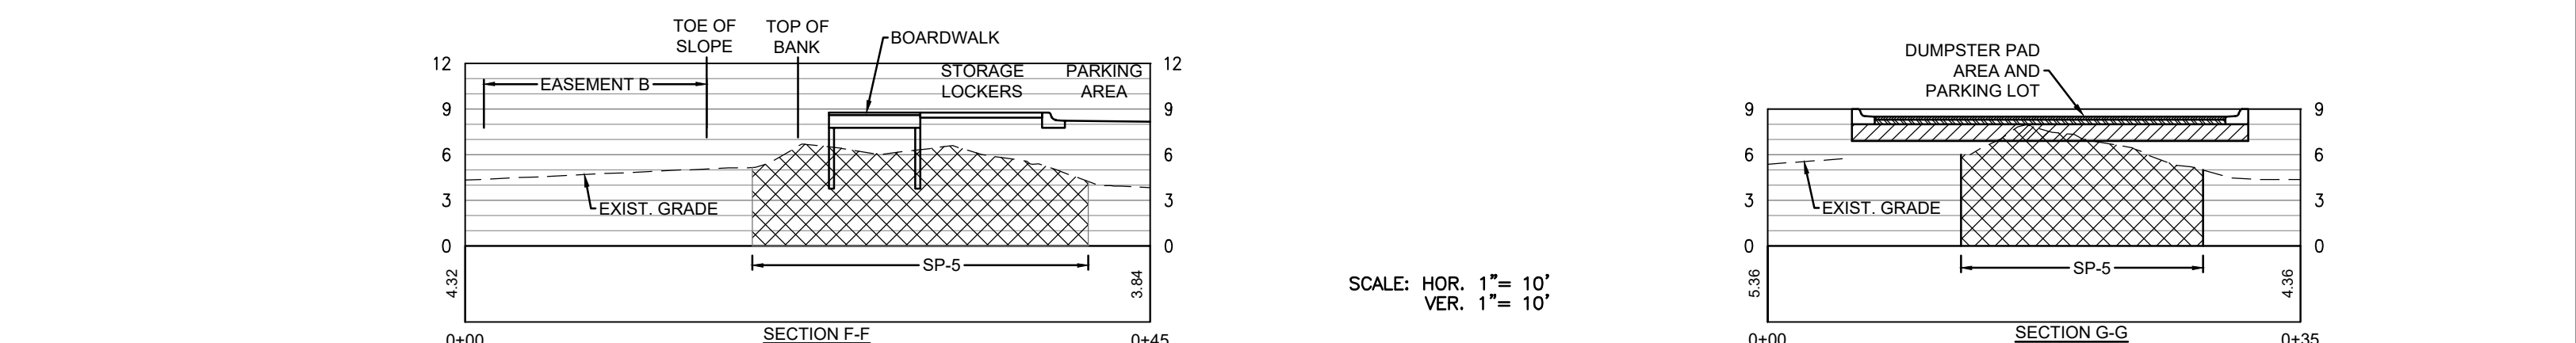 TOE OF
SLOPE
TOP OF
BANK
BOARDWALK
12
12
EASEMENT B
STORAGE
LOCKERS
PARKING
AREA
9
9
6
6
EXIST. GRADE
3
3
0
0
SP-5
4.32
3.84
0+00
SECTION F-F
0+45
SCALE: HOR. 1"= 10'
VER. 1"= 10'
DUMPSTER PAD
AREA AND
PARKING LOT
9
9
6
6
EXIST. GRADE
3
3
0
0
SP-5
5.36
4.36
0+00
SECTION G-G
0+35